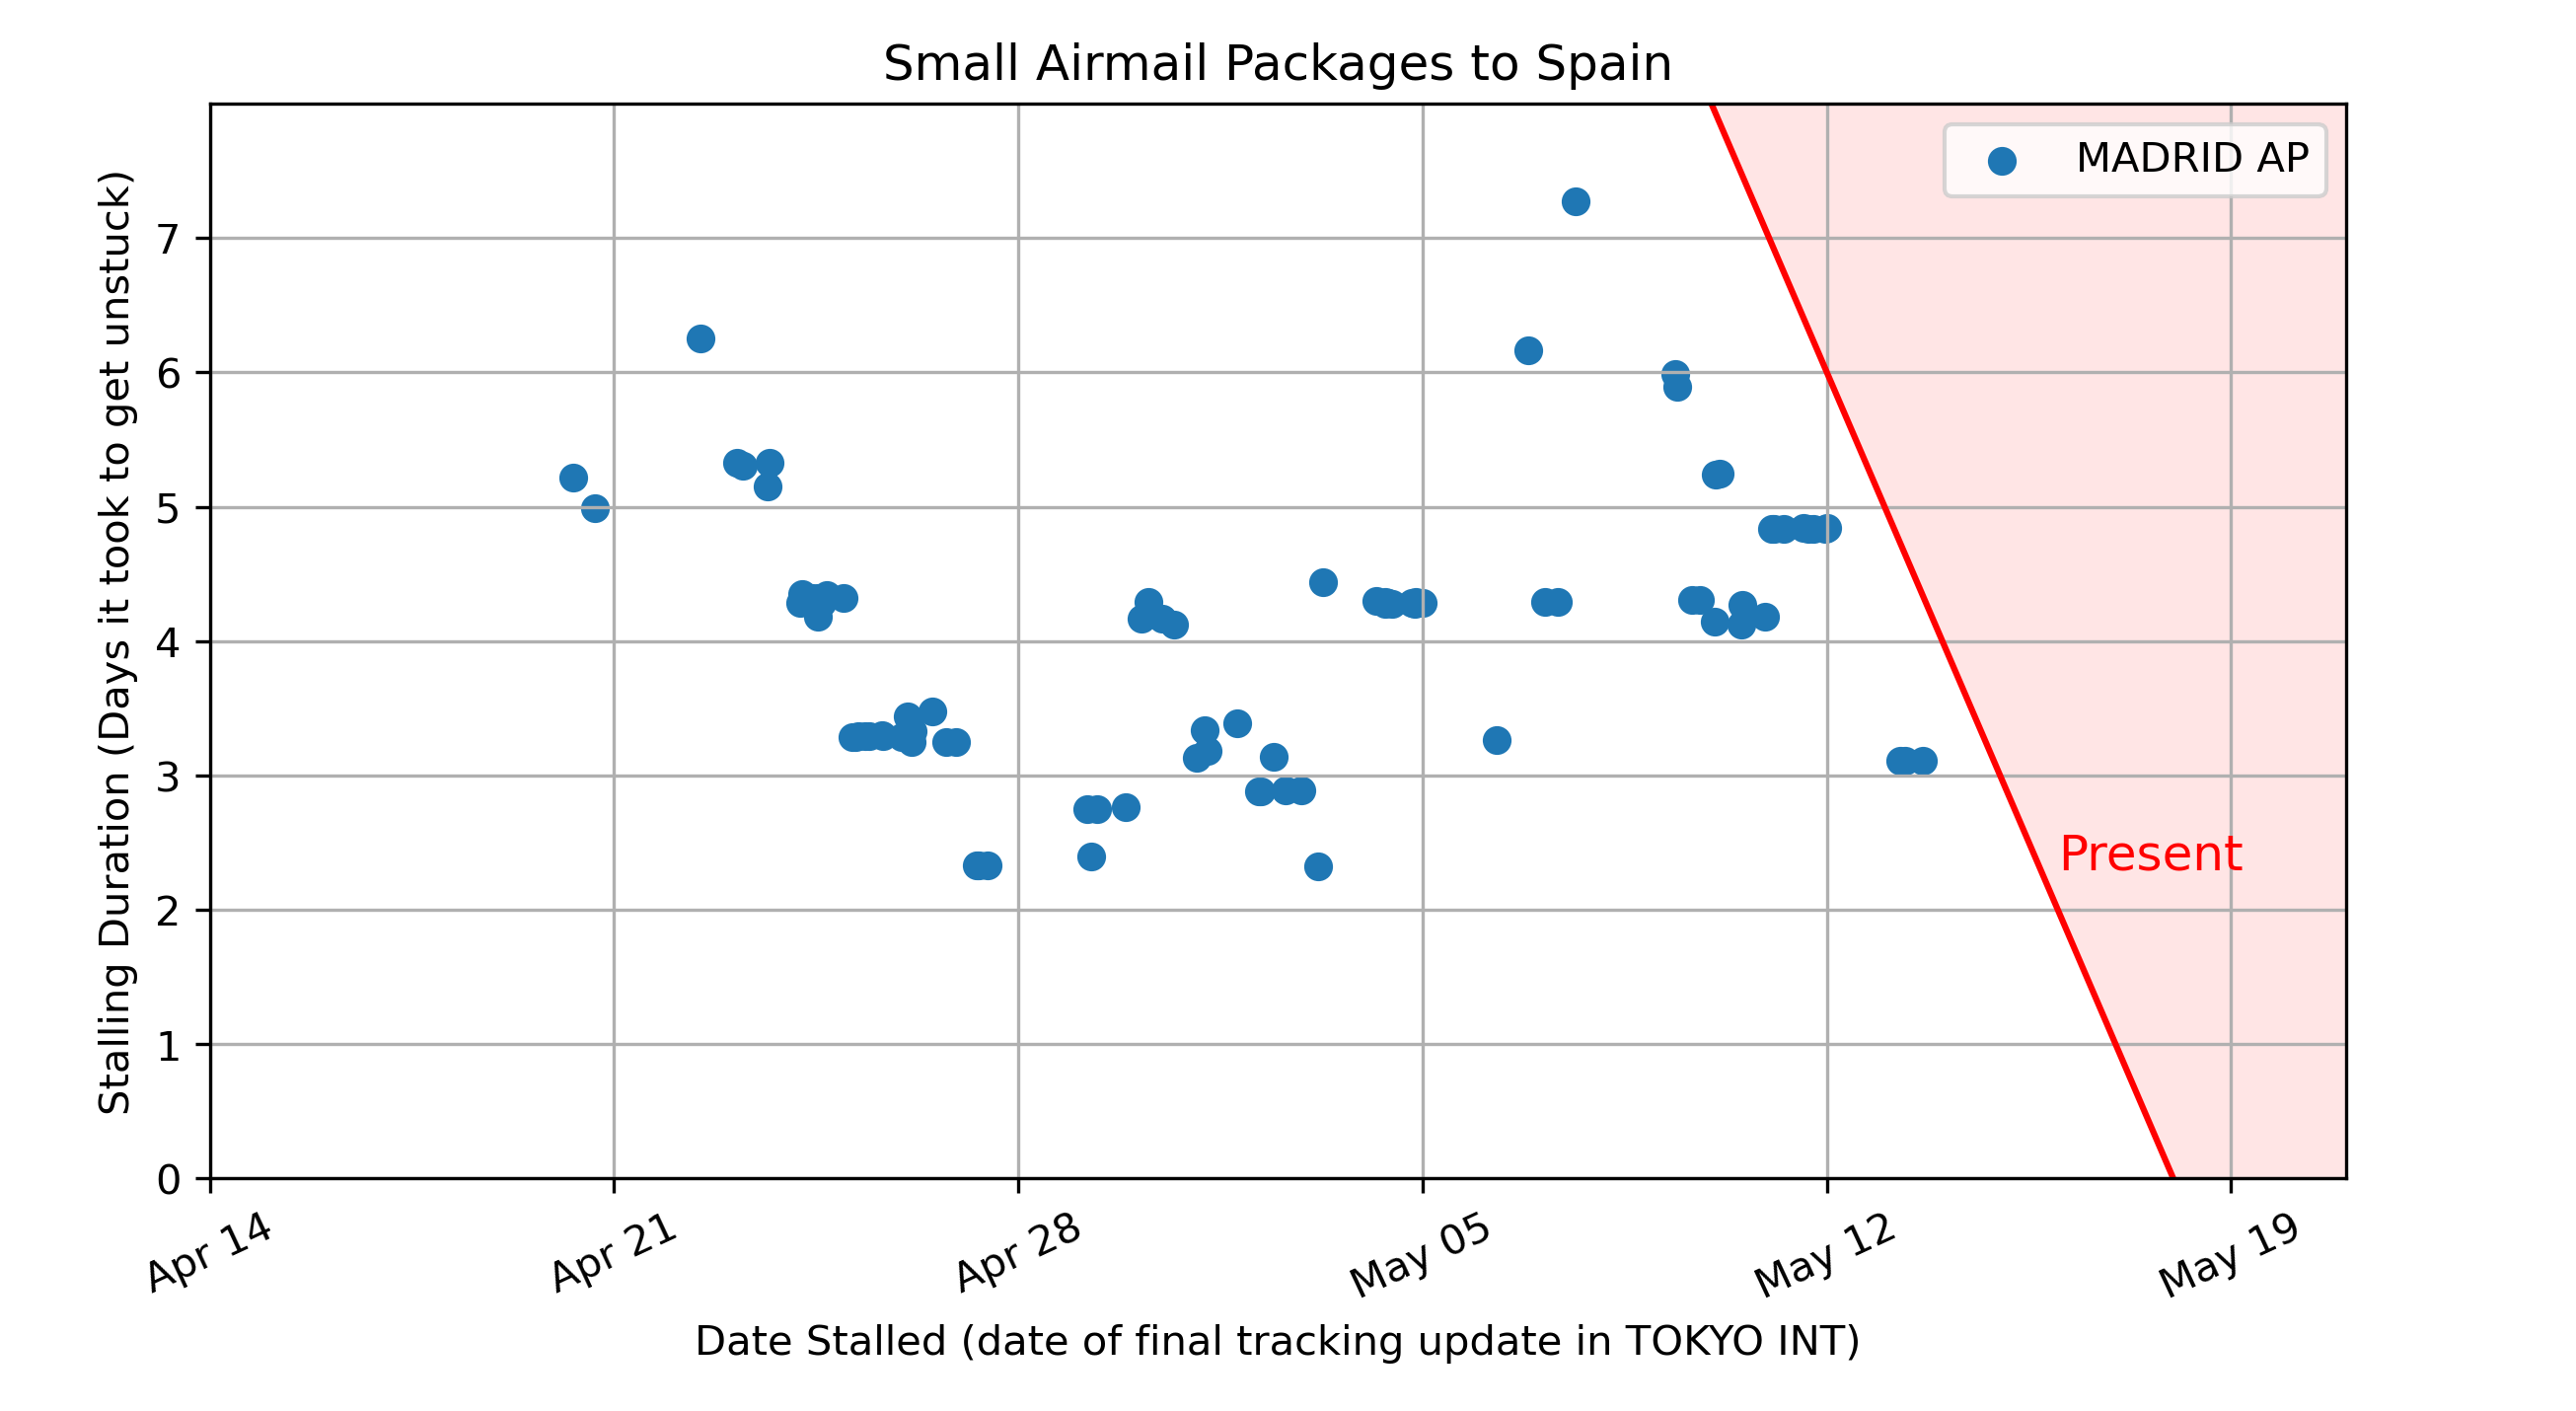 Small Airmail Packages to Spain
MADRID AP
Stalling Duration (Days it took to get unstuck)
7
6
5
4
3
2
1
0
Present
Apr 14
Apr 21
Apr 28
May 05
May 12
May 19
Date Stalled (date of final tracking update in TOKYO INT)